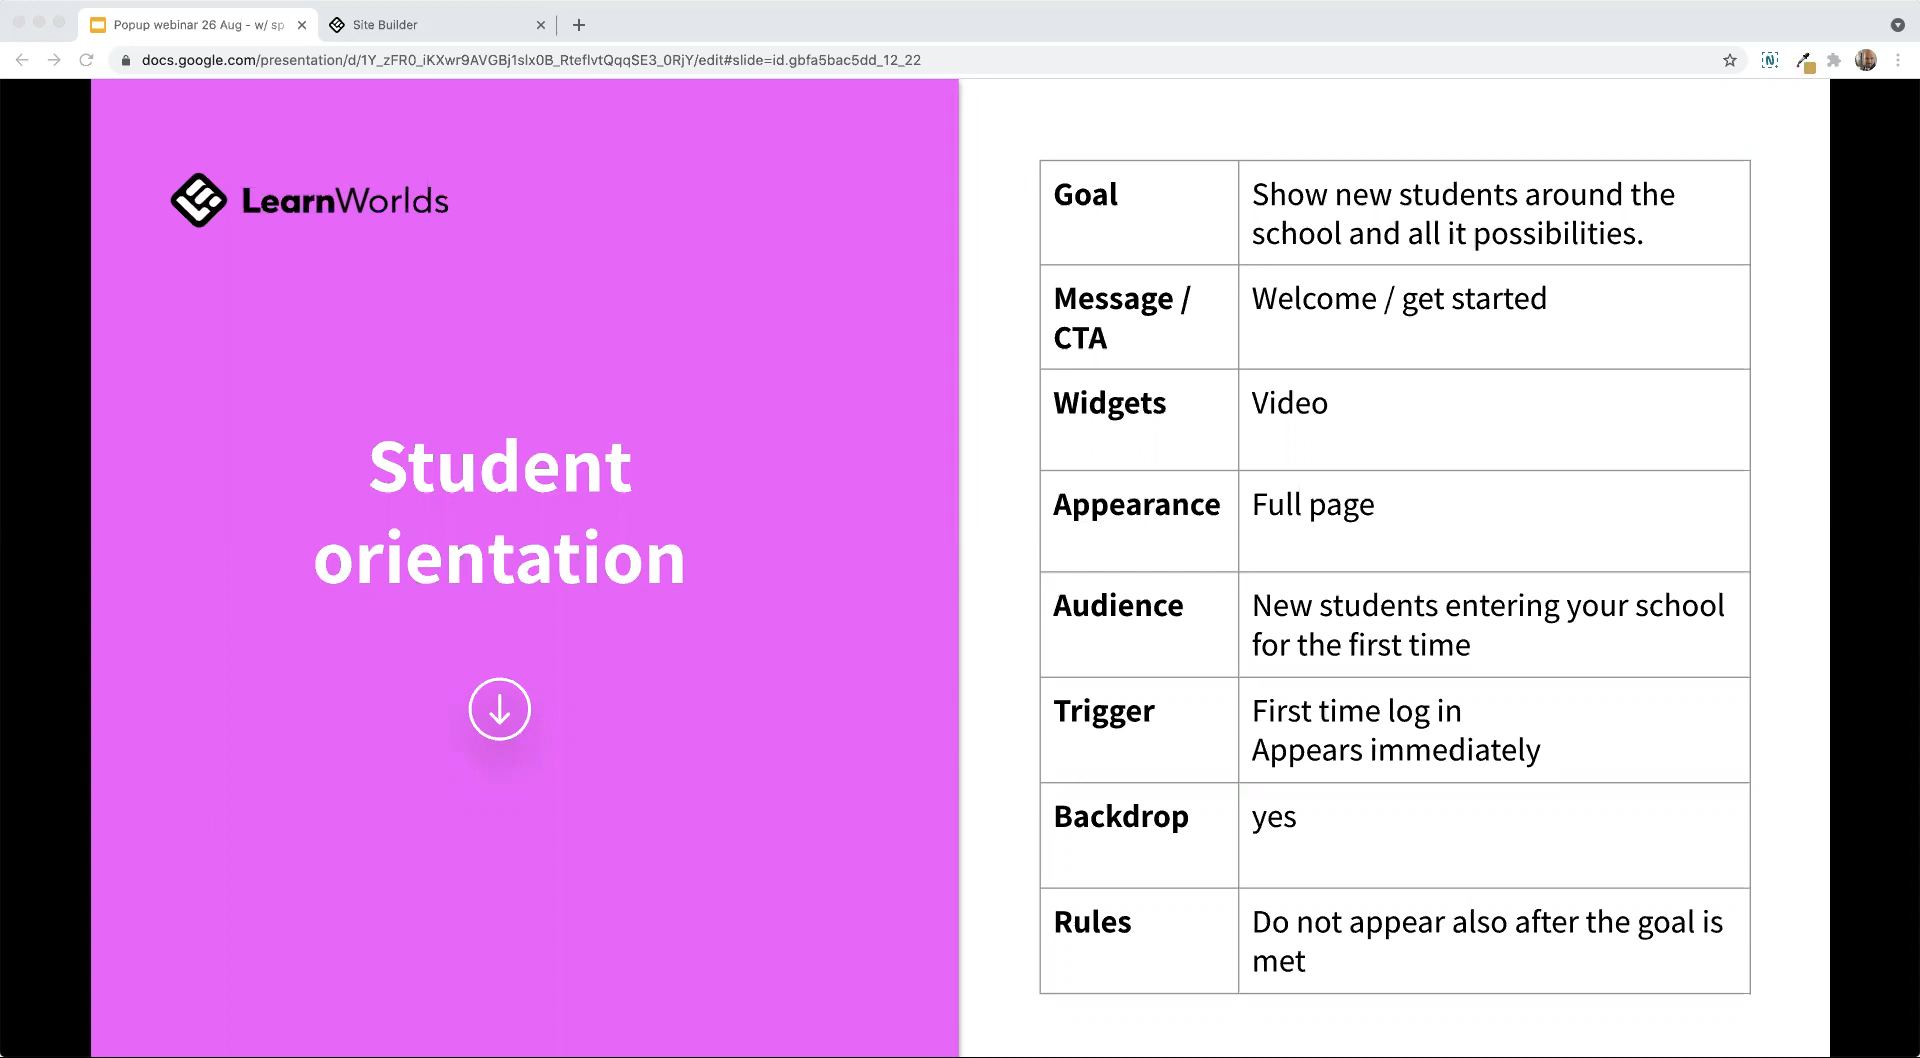 Popup webinar 26 Aug - w/ sp
Site Builder
docs.google.com/presentation/d/1Y_zFR0_iKXwr9AVGBj1slx0B_RteflvtQqqSE3_0RjY/edit#slide=id.gbfa5bac5dd_12_22
LearnWorlds
Student
orientation
Goal
Show new students around the
school and all it possibilities.
Message /
CTA
Welcome / get started
Widgets
Video
Appearance
Full page
Audience
New students entering your school
for the first time
Trigger
First time log in
Appears immediately
Backdrop
yes
Rules
Do not appear also after the goal is
met